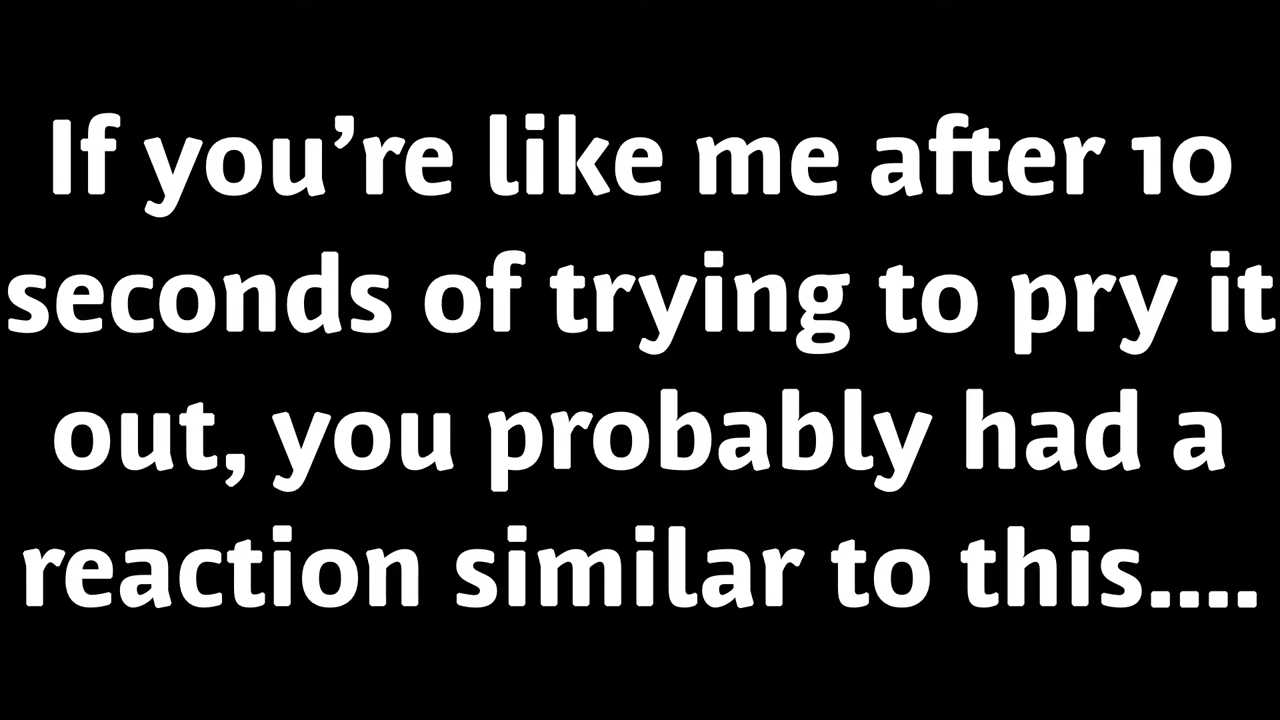 If you’re like me after 10
seconds of trying to pry it
out, you probably had a
reaction similar to this....